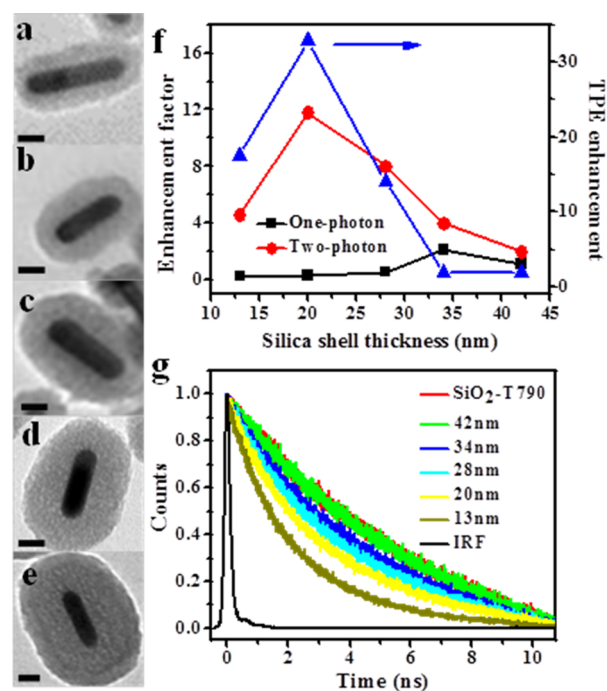 a
b
c
d
e
f
16
12
8
4
0
Enhancement factor
One-photon
Two-photon
30
20
10
0
TPE enhancement
10 15 20 25 30 35 40 45
Silica shell thickness (nm)
g
1.0
0.8
0.6
0.4
0.2
0.0
Counts
SiO₂-T790
42nm
34nm
28nm
20nm
13nm
IRF
0 2 4 6 8 10
Time (ns)